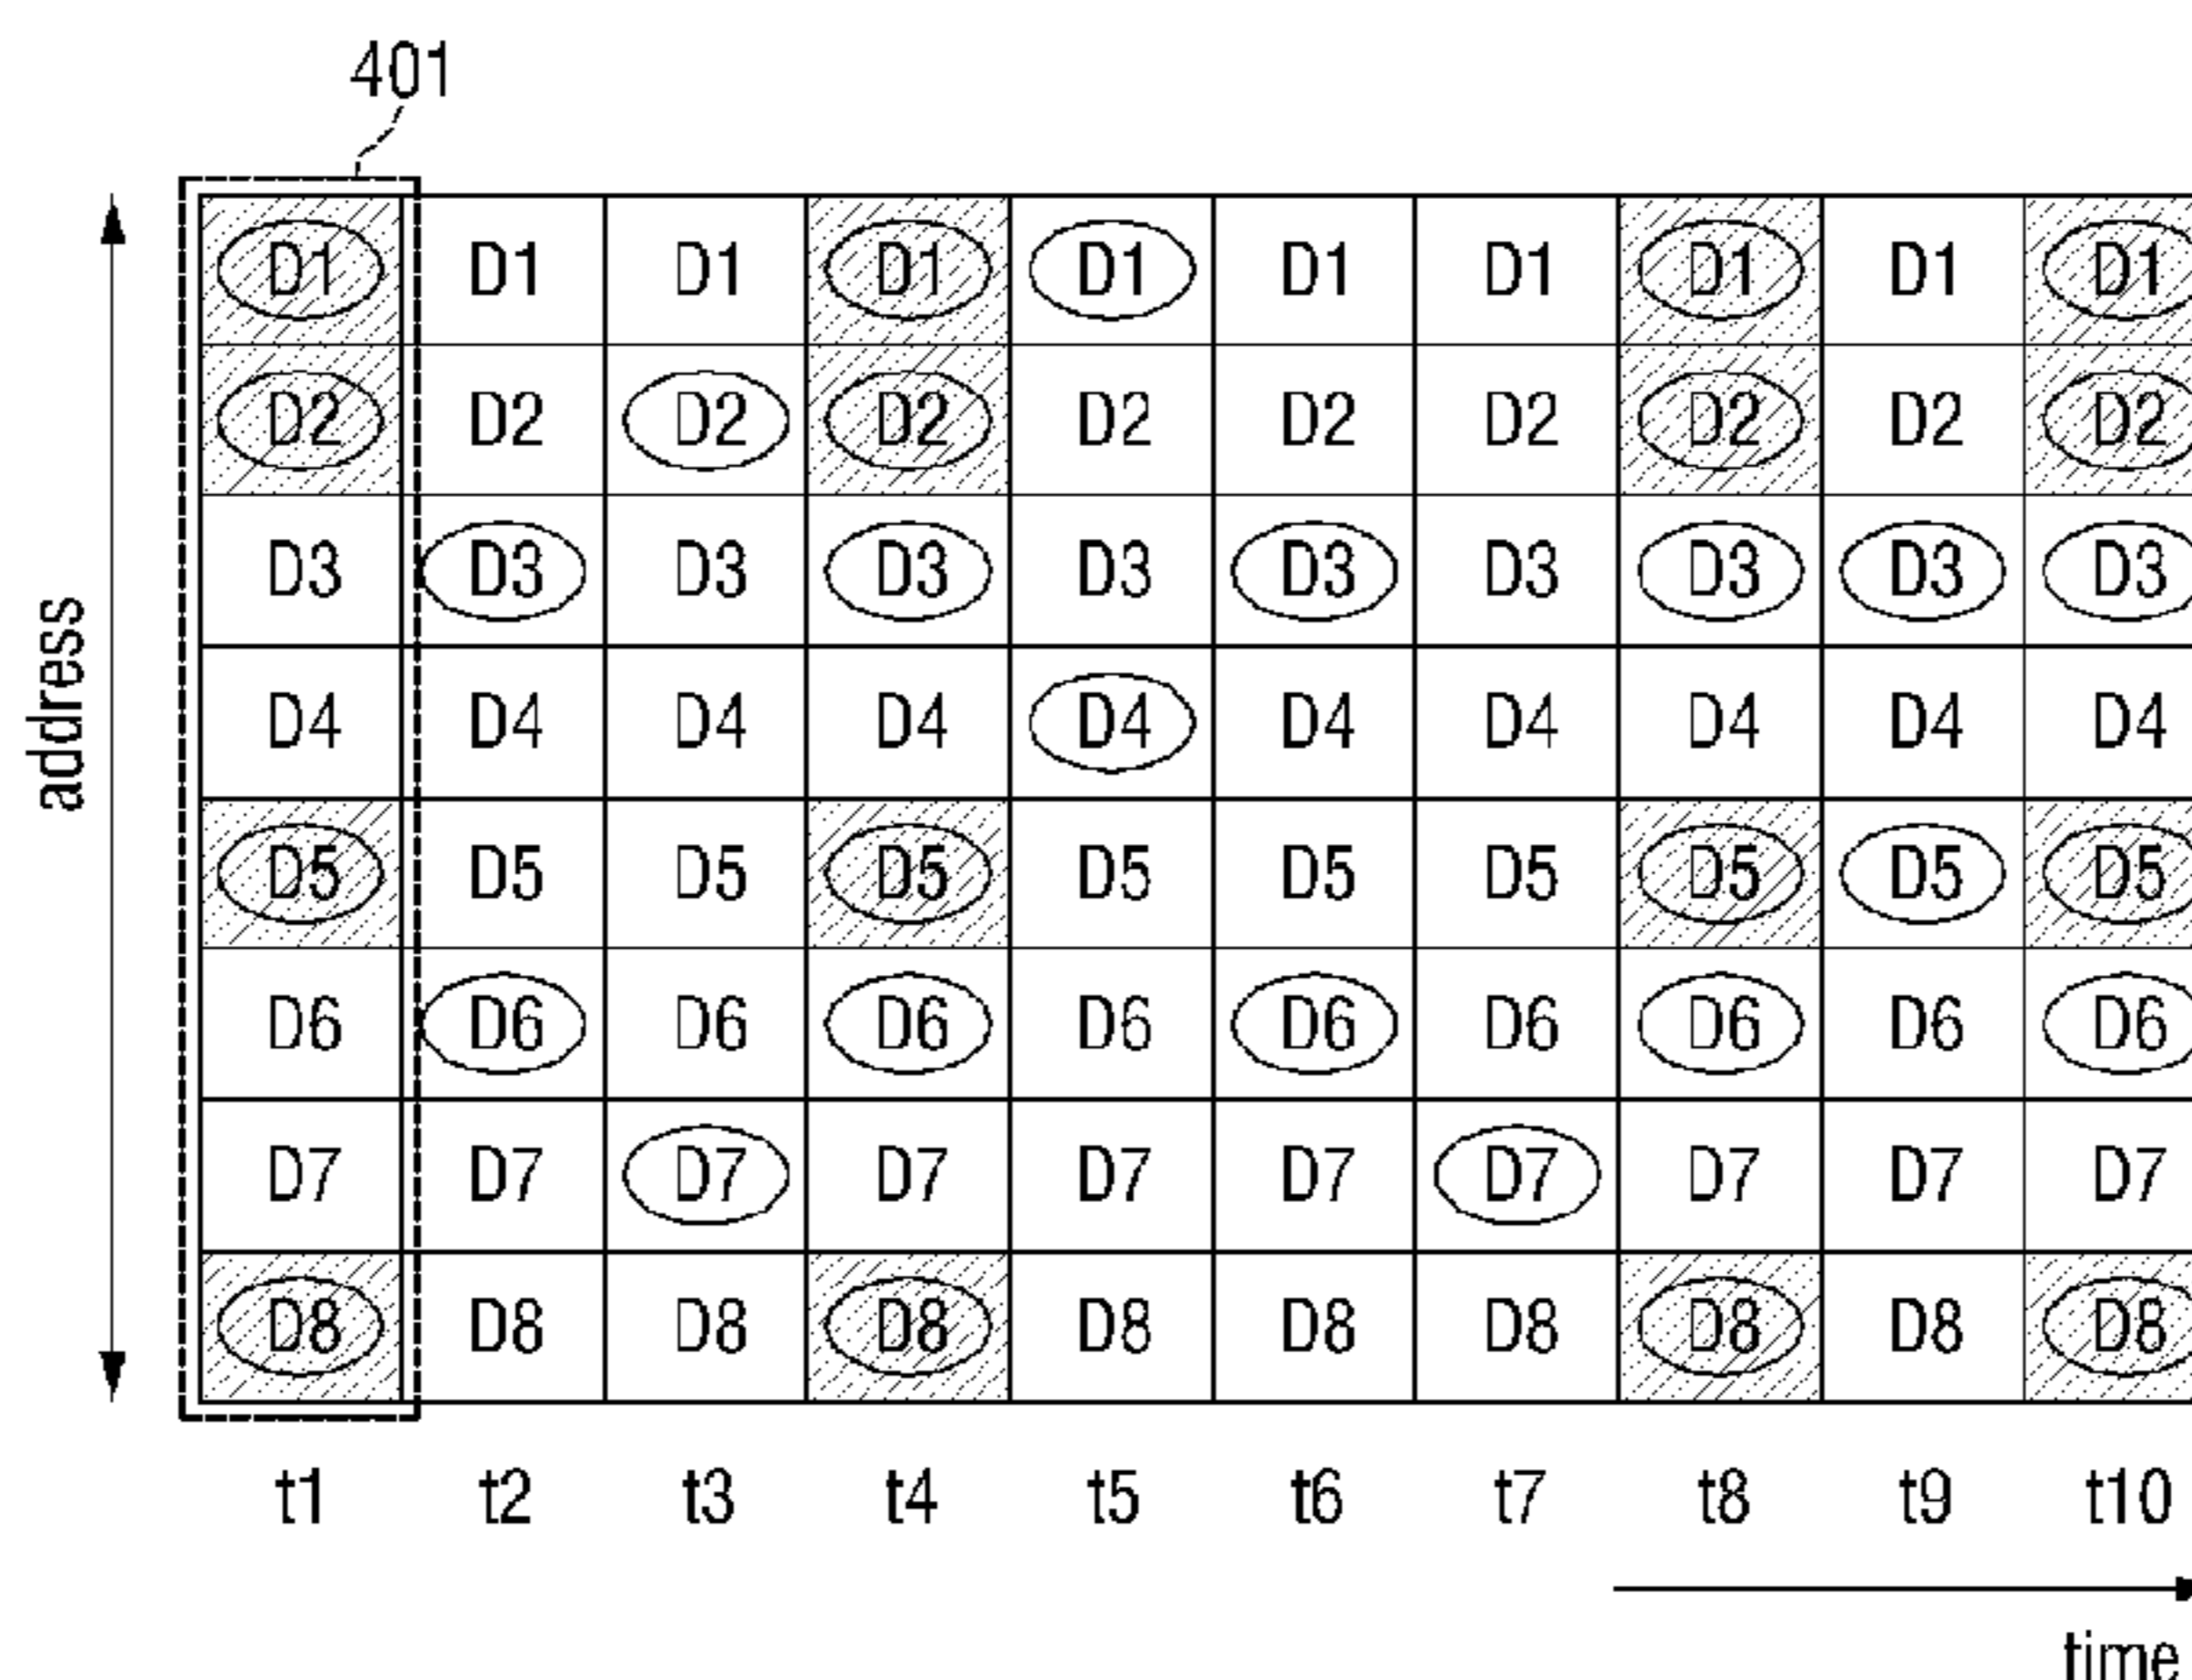 401
address
D1 D1 D1 D1 D1 D1 D1 D1 D1 D1
D2 D2 D2 D2 D2 D2 D2 D2 D2 D2
D3 D3 D3 D3 D3 D3 D3 D3 D3 D3
D4 D4 D4 D4 D4 D4 D4 D4 D4 D4
D5 D5 D5 D5 D5 D5 D5 D5 D5 D5
D6 D6 D6 D6 D6 D6 D6 D6 D6 D6
D7 D7 D7 D7 D7 D7 D7 D7 D7 D7
D8 D8 D8 D8 D8 D8 D8 D8 D8 D8
t1 t2 t3 t4 t5 t6 t7 t8 t9 t10
time